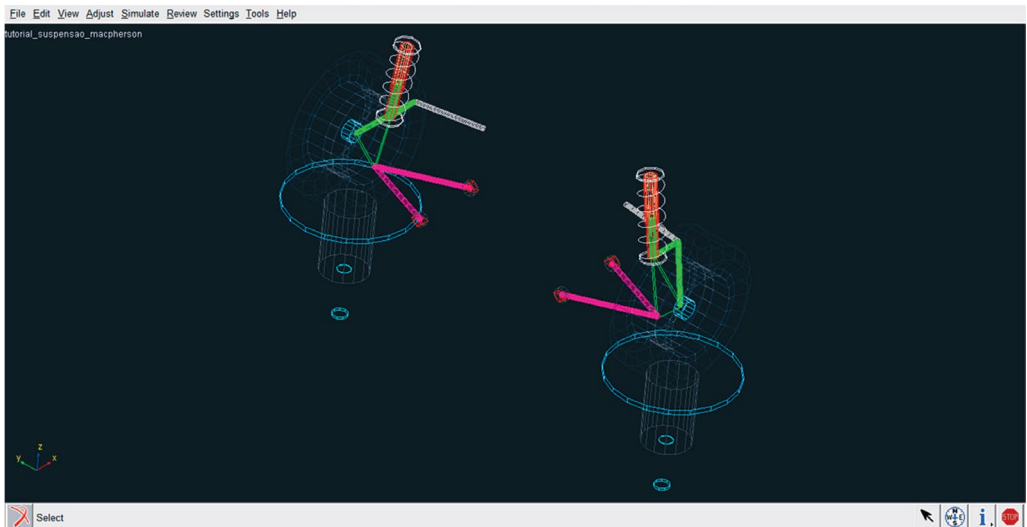 File Edit View Adjust Simulate Review Settings Tools Help
tutorial_suspensao_macpherson
z
y x
Select
N
W E
S
i
STOP